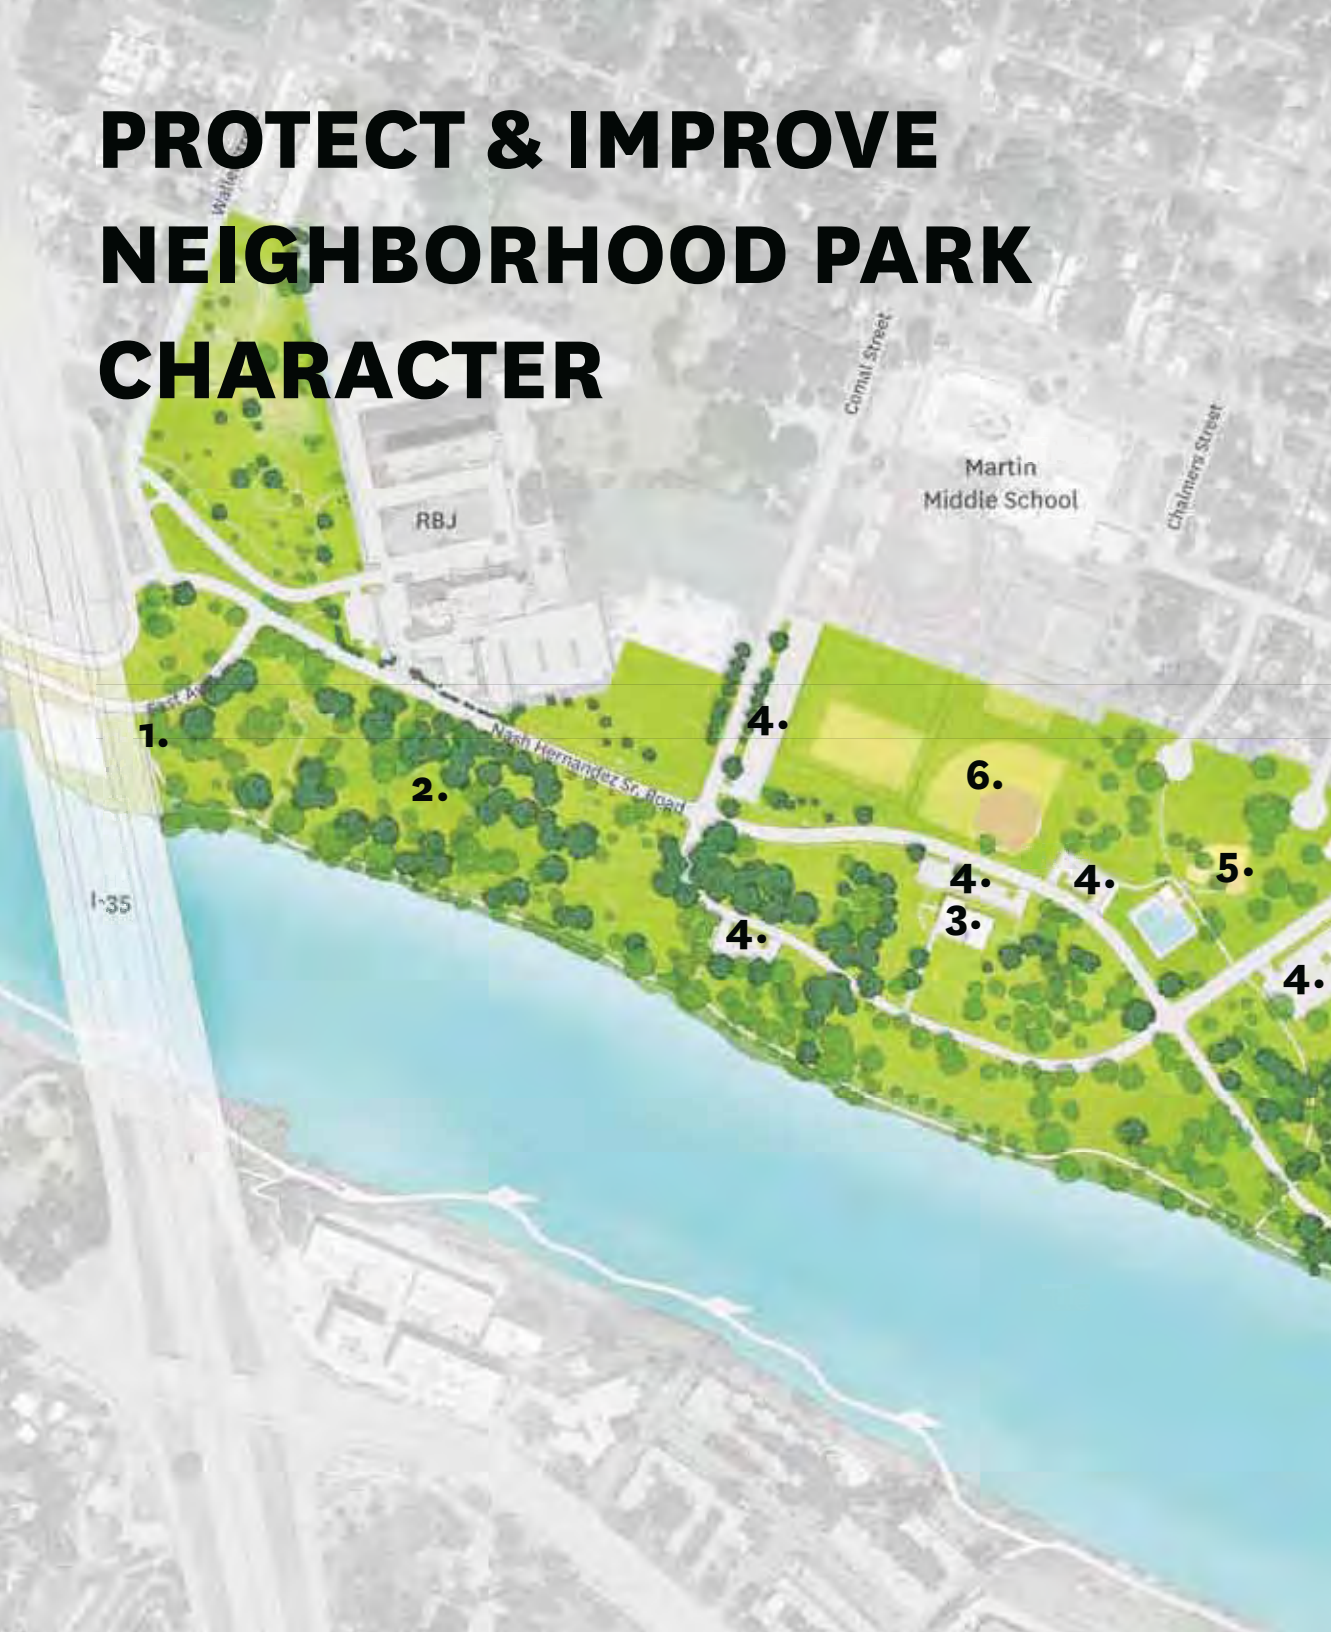 PROTECT & IMPROVE
NEIGHBORHOOD PARK
CHARACTER
Comal Street
Chalmers Street
Martin
Middle School
RBJ
Nash Hernandez Sr. Road
1.
2.
4.
6.
5.
4.
4.
3.
4.
4.
I-35